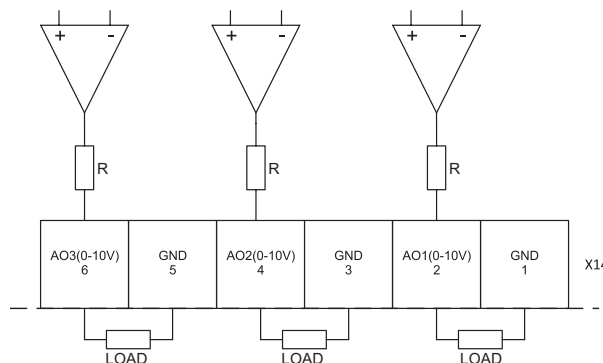 + -
+ -
+ -
R
R
R
AO3(0-10V)
6
GND
5
AO2(0-10V)
4
GND
3
AO1(0-10V)
2
GND
1
X14
LOAD
LOAD
LOAD